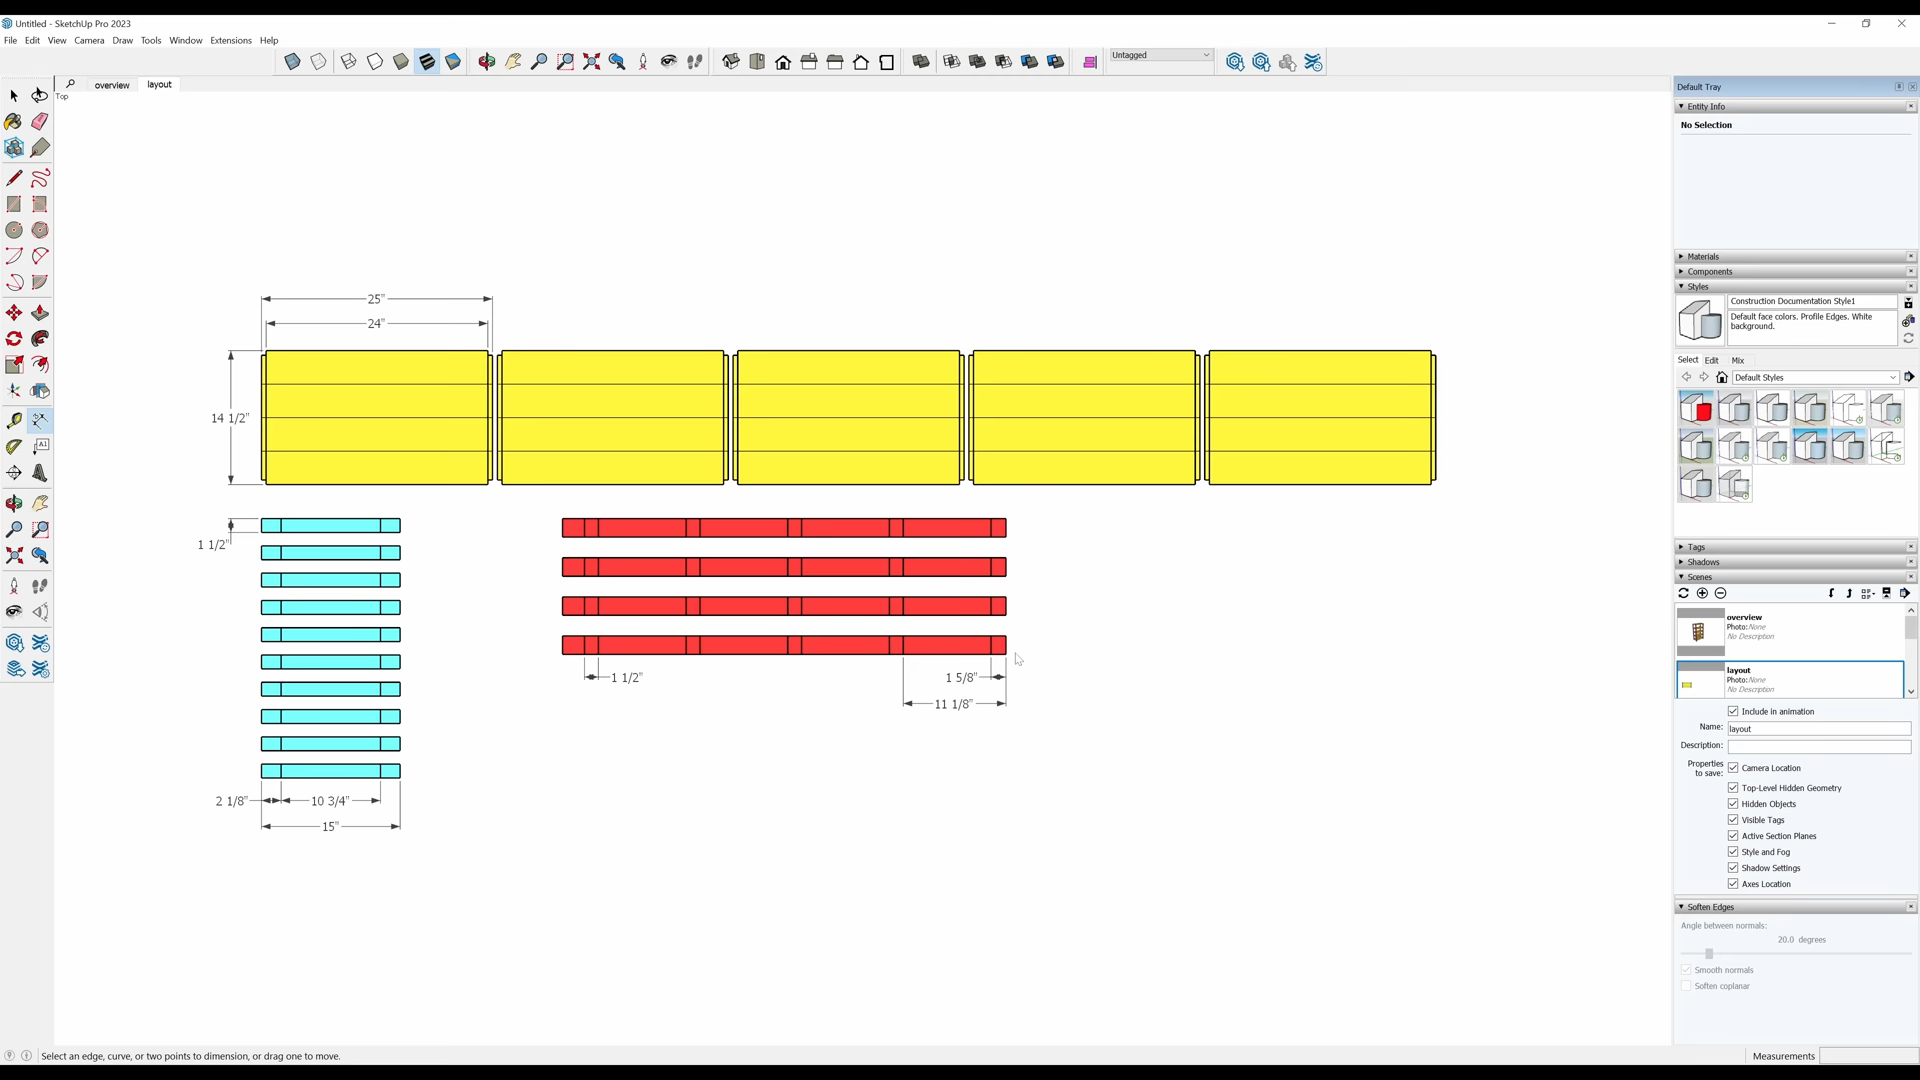 Untitled - SketchUp Pro 2023
File Edit View Camera Draw Tools Window Extensions Help
Untagged
overview layout
Top
Default Tray
Entity Info
No Selection
Materials
Components
Styles
Construction Documentation Style1
Default face colors. Profile Edges. White
background.
Select Edit Mix
Default Styles
25"
24"
14 1/2"
1 1/2"
1 1/2"
1 5/8"
11 1/8"
2 1/8"
10 3/4"
15"
A1
Tags
Shadows
Scenes
overview
Photo: None
No Description
layout
Photo: None
No Description
Include in animation
Name: layout
Description:
Properties
to save:
Camera Location
Top-Level Hidden Geometry
Hidden Objects
Visible Tags
Active Section Planes
Style and Fog
Shadow Settings
Axes Location
Soften Edges
Angle between normals:
20.0 degrees
Smooth normals
Soften coplanar
Select an edge, curve, or two points to dimension, or drag one to move.
Measurements